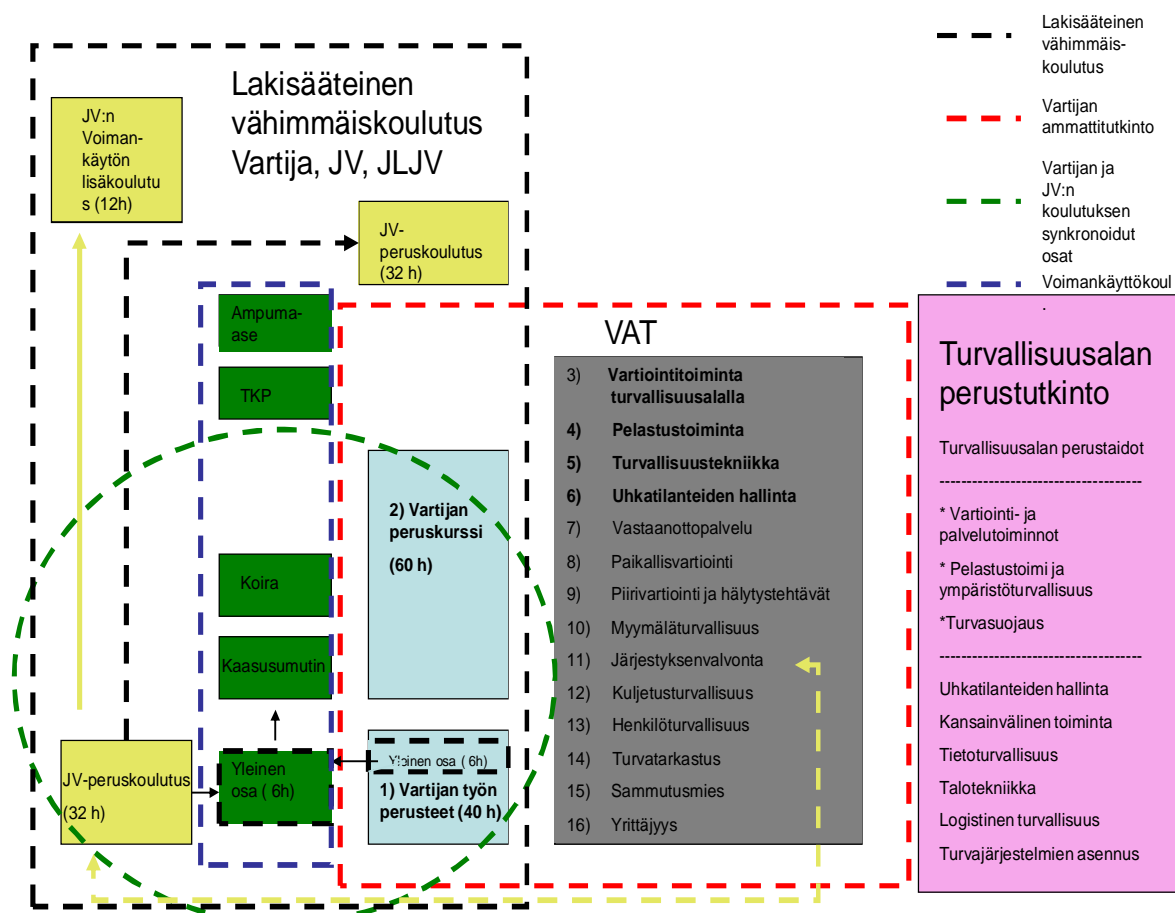 Lakisääteinen
vähimmäis-
koulutus
Vartijan
ammattitutkinto
Vartijan ja
JV:n
koulutuksen
synkronoidut
osat
Voimankäyttökoul
.
Lakisääteinen
vähimmäiskoulutus
Vartija, JV, JLJV
JV:n
Voiman-
käytön
lisäkoulutu
s (12h)
JV-
peruskoulutus
(32 h)
Ampuma-
ase
TKP
Koira
Kaasusumutin
Yleinen
osa ( 6h)
JV-peruskoulutus
(32 h)
2) Vartijan
peruskurssi
(60 h)
Yleinen osa ( 6h)
1) Vartijan työn
perusteet (40 h)
VAT
3) Vartiointitoiminta
turvallisuusalalla
4) Pelastustoiminta
5) Turvallisuustekniikka
6) Uhkatilanteiden hallinta
7) Vastaanottopalvelu
8) Paikallisvartiointi
9) Piirivartiointi ja hälytystehtävät
10) Myymäläturvallisuus
11) Järjestyksenvalvonta
12) Kuljetusturvallisuus
13) Henkilöturvallisuus
14) Turvatarkastus
15) Sammutusmies
16) Yrittäjyys
Turvallisuusalan
perustutkinto
Turvallisuusalan perustaidot
-------------------------------------
* Vartiointi- ja
palvelutoiminnot
* Pelastustoimi ja
ympäristöturvallisuus
*Turvasuojaus
-------------------------------------
Uhkatilanteiden hallinta
Kansainvälinen toiminta
Tietoturvallisuus
Talotekniikka
Logistinen turvallisuus
Turvajärjestelmien asennus